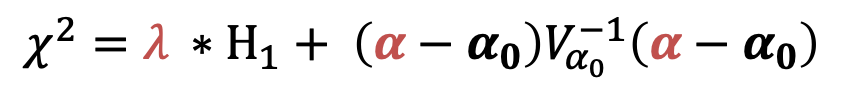 χ² = λ * H₁ + (α − α₀)V_{α₀}^{−1}(α − α₀)